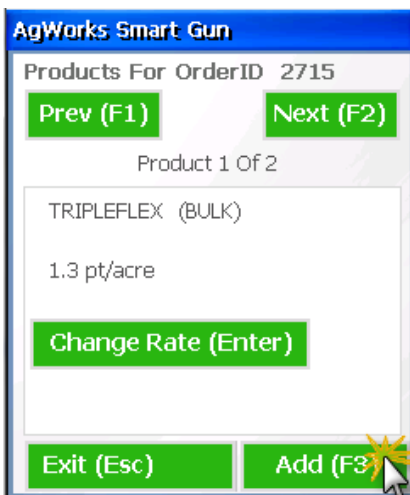 AgWorks Smart Gun
Products For OrderID 2715
Prev (F1) Next (F2)
Product 1 Of 2
TRIPLEFLEX (BULK)
1.3 pt/acre
Change Rate (Enter)
Exit (Esc) Add (F3